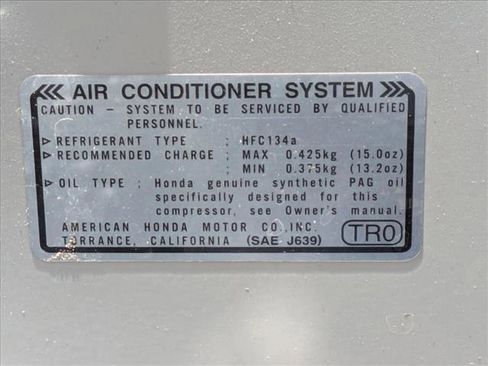 AIR CONDITIONER SYSTEM
CAUTION - SYSTEM TO BE SERVICED BY QUALIFIED
PERSONNEL.
▷ REFRIGERANT TYPE : HFC134a
▷ RECOMMENDED CHARGE : MAX 0.425kg (15.0oz)
MIN 0.375kg (13.2oz)
▷ OIL TYPE : Honda genuine synthetic PAG oil
specifically designed for this
compressor, see Owner's manual.
AMERICAN HONDA MOTOR CO.,INC.
TORRANCE, CALIFORNIA (SAE J639) TR0